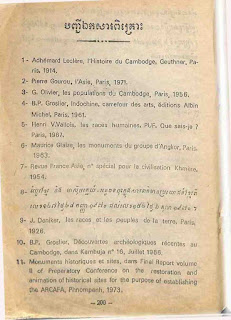 បញ្ជីឯកសារពិគ្រោះ
1- Adhémard Leclère, l'Histoire du Cambodge, Geuthner, Paris, 1914.
2- Pierre Gourou, l'Asie, Paris, 1971.
3- G. Olivier, les populations du Cambodge, Paris, 1956.
4- B.P. Groslier, Indochine, carrefour des arts, éditions Albin
Michel, Paris, 1961.
5- Henri V. Vallois, les races humaines. PUF. Que sais-je ?
Paris, 1967.
6- Matrice Glaize, les monuments du groupe d'Angkor, Paris,
1963.
7- Revue France Asie, n° spécial pour la civilisation Khmère,
1954.
8-
9- J. Deniker, les races et les peuples de la terre. Paris,
1926.
10. B.P. Groslier, Découvertes archéologiques récentes au
Cambodge, dans Kambuja n° 16, Juillet 1966.
11. Monuments historiques et sites, dans Final Report volume
II of Preparatory Conference on the restoration and
animation of historical sites for the purpose of establishing
the ARCAFA, Phnompenh, 1973.
— 200 —